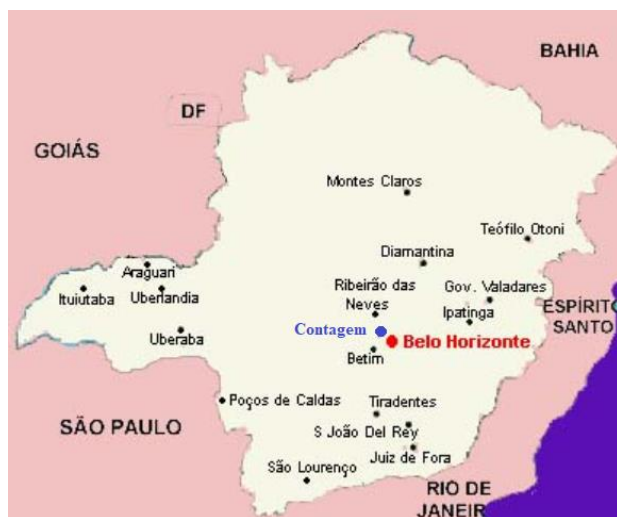 BAHIA
DF
GOIÁS
Montes Claros
Teófilo Otoni
Diamantina
Araguari
Ribeirão das
Neves
Gov. Valadares
Ituiutaba
Uberlandia
Ipatinga
ESPÍRITO
SANTO
Uberaba
Contagem
Belo Horizonte
Betim
Poços de Caldas
Tiradentes
SÃO PAULO
S João Del Rey
Juiz de Fora
São Lourenço
RIO DE
JANEIR